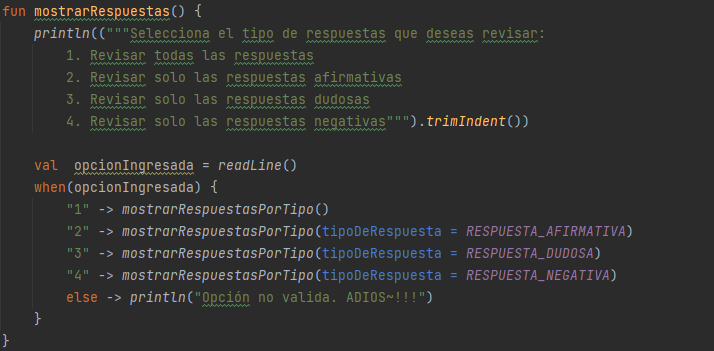 fun mostrarRespuestas() {
    println(("""Selecciona el tipo de respuestas que deseas revisar:
        1. Revisar todas las respuestas
        2. Revisar solo las respuestas afirmativas
        3. Revisar solo las respuestas dudosas
        4. Revisar solo las respuestas negativas""").trimIndent())
    val  opcionIngresada = readLine()
    when(opcionIngresada) {
        "1" -> mostrarRespuestasPorTipo()
        "2" -> mostrarRespuestasPorTipo(tipoDeRespuesta = RESPUESTA_AFIRMATIVA)
        "3" -> mostrarRespuestasPorTipo(tipoDeRespuesta = RESPUESTA_DUDOSA)
        "4" -> mostrarRespuestasPorTipo(tipoDeRespuesta = RESPUESTA_NEGATIVA)
        else -> println("Opción no valida. ADIOS~!!!")
    }
}